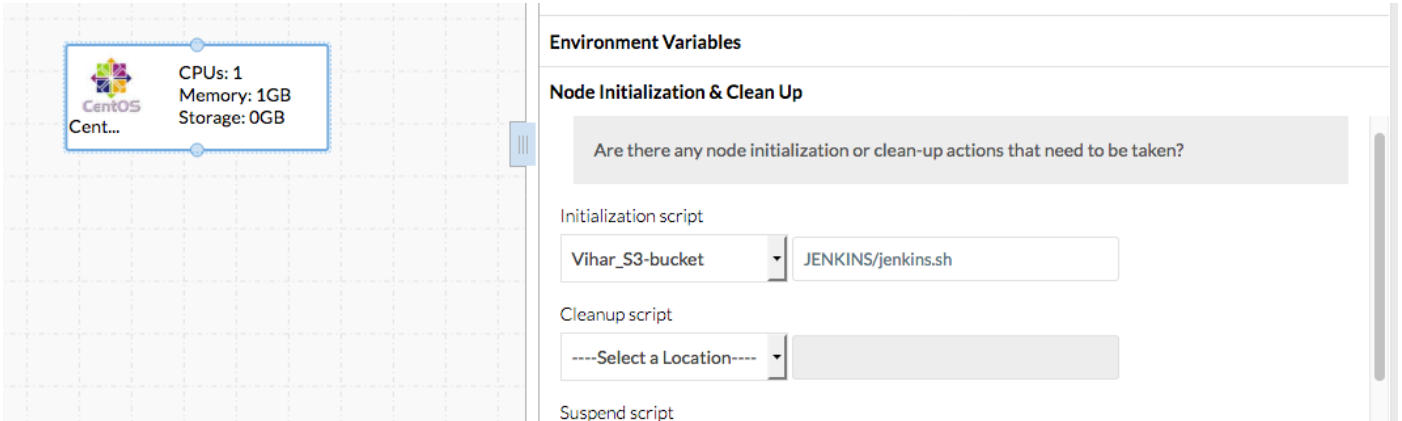 CentOS
Cent...
CPUs: 1
Memory: 1GB
Storage: 0GB
Environment Variables
Node Initialization & Clean Up
Are there any node initialization or clean-up actions that need to be taken?
Initialization script
Vihar_S3-bucket JENKINS/jenkins.sh
Cleanup script
----Select a Location----
Suspend script